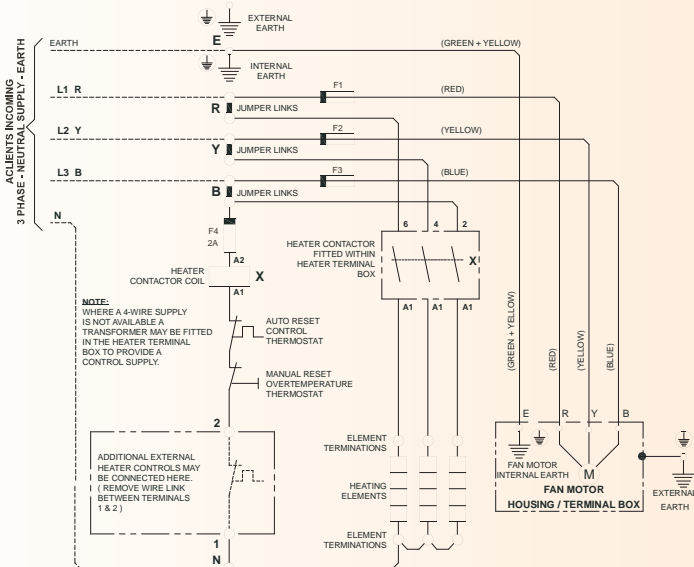 ACLIENTS INCOMING
3 PHASE - NEUTRAL SUPPLY - EARTH
EARTH
L1 R
L2 Y
L3 B
N
EXTERNAL
EARTH
E
INTERNAL
EARTH
R
JUMPER LINKS
Y
JUMPER LINKS
B
JUMPER LINKS
F1
F2
F3
(GREEN + YELLOW)
(RED)
(YELLOW)
(BLUE)
F4
2A
A2
HEATER
CONTACTOR COIL
X
A1
HEATER CONTACTOR
FITTED WITHIN
HEATER TERMINAL
BOX
6
4
2
X
A1
A1
A1
NOTE:
WHERE A 4-WIRE SUPPLY
IS NOT AVAILABLE A
TRANSFORMER MAY BE FITTED
IN THE HEATER TERMINAL
BOX TO PROVIDE A
CONTROL SUPPLY.
AUTO RESET
CONTROL
THERMOSTAT
MANUAL RESET
OVERTEMPERATURE
THERMOSTAT
2
ADDITIONAL EXTERNAL
HEATER CONTROLS MAY
BE CONNECTED HERE.
( REMOVE WIRE LINK
BETWEEN TERMINALS
1 & 2 )
1
N
ELEMENT
TERMINATIONS
HEATING
ELEMENTS
ELEMENT
TERMINATIONS
(GREEN + YELLOW)
(RED)
(YELLOW)
(BLUE)
E
R
Y
B
FAN MOTOR
INTERNAL EARTH
M
FAN MOTOR
HOUSING / TERMINAL BOX
EXTERNAL
EARTH